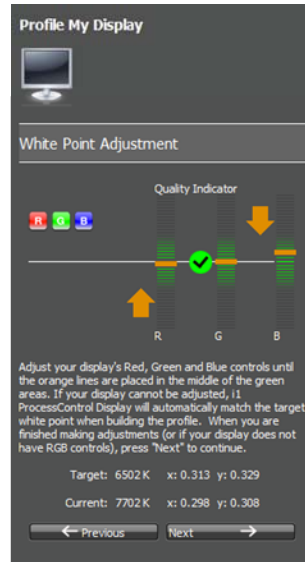 Profile My Display
White Point Adjustment
Quality Indicator
R G B
R G B
Adjust your display's Red, Green and Blue controls until
the orange lines are placed in the middle of the green
areas. If your display cannot be adjusted, i1
ProcessControl Display will automatically match the target
white point when building the profile. When you are
finished making adjustments (or if your display does not
have RGB controls), press "Next" to continue.
Target: 6502 K x: 0.313 y: 0.329
Current: 7702 K x: 0.298 y: 0.308
Previous Next